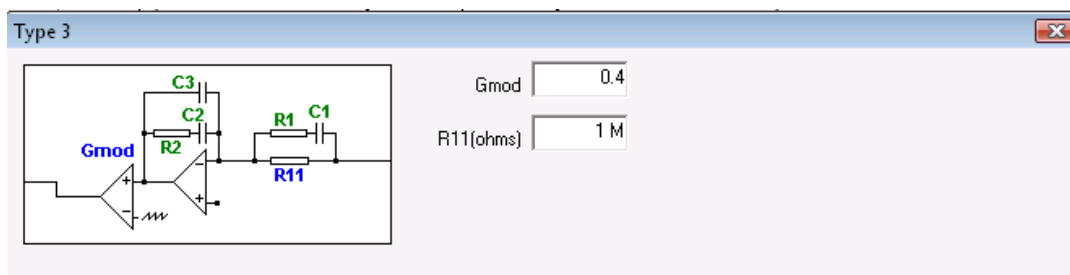 Type 3
C3
C2
R1 C1
R2
Gmod
R11
Gmod 0.4
R11(ohms) 1 M